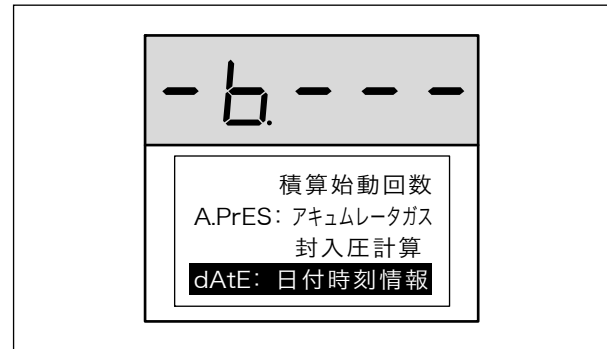 -b.---
積算始動回数
A.PrES: アキュムレータガス
封入圧計算
dAtE: 日付時刻情報